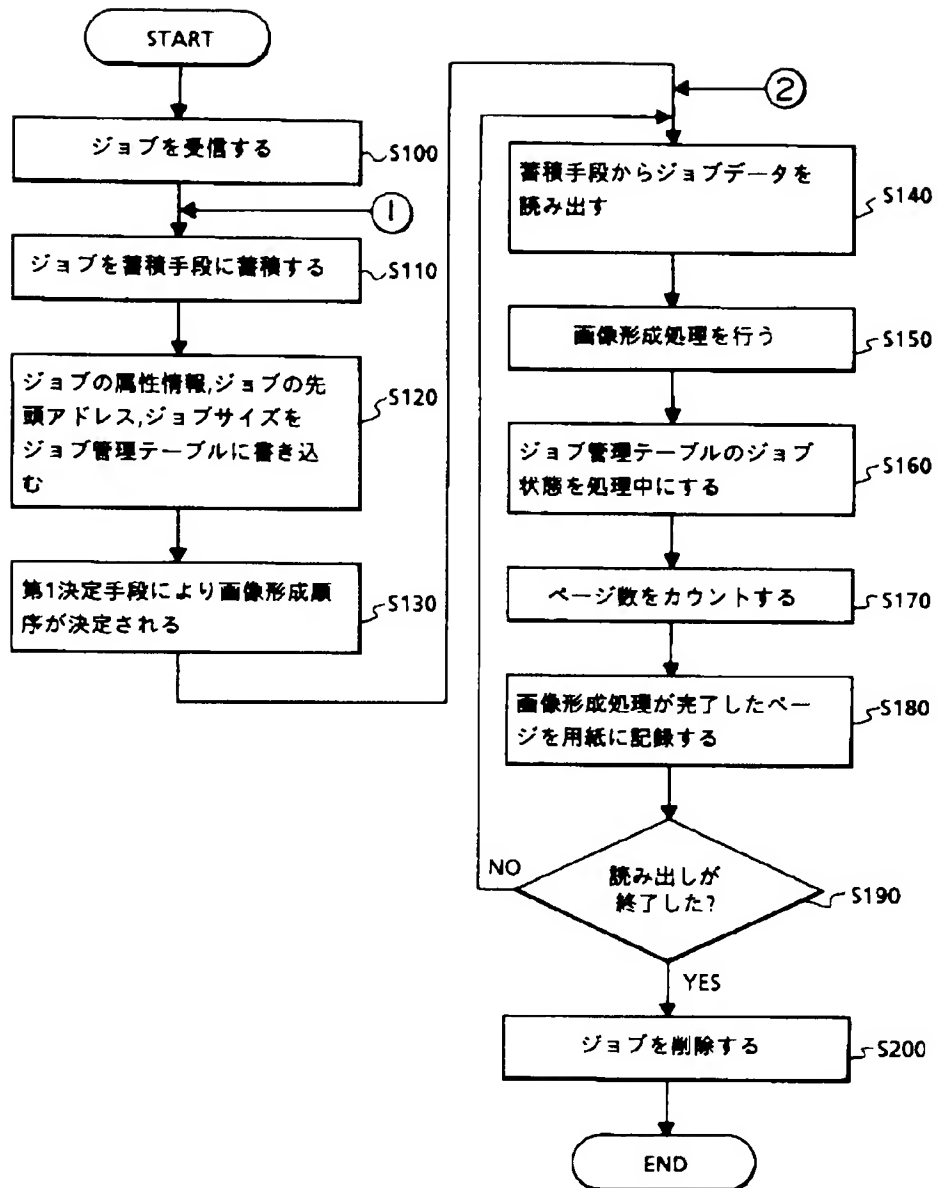 START
ジョブを受信する
S100
①
ジョブを蓄積手段に蓄積する
S110
ジョブの属性情報,ジョブの先
頭アドレス,ジョブサイズを
ジョブ管理テーブルに書き込
む
S120
第1決定手段により画像形成順
序が決定される
S130
②
蓄積手段からジョブデータを
読み出す
S140
画像形成処理を行う
S150
ジョブ管理テーブルのジョブ
状態を処理中にする
S160
ページ数をカウントする
S170
画像形成処理が完了したペー
ジを用紙に記録する
S180
NO
読み出しが
終了した?
S190
YES
ジョブを削除する
S200
END